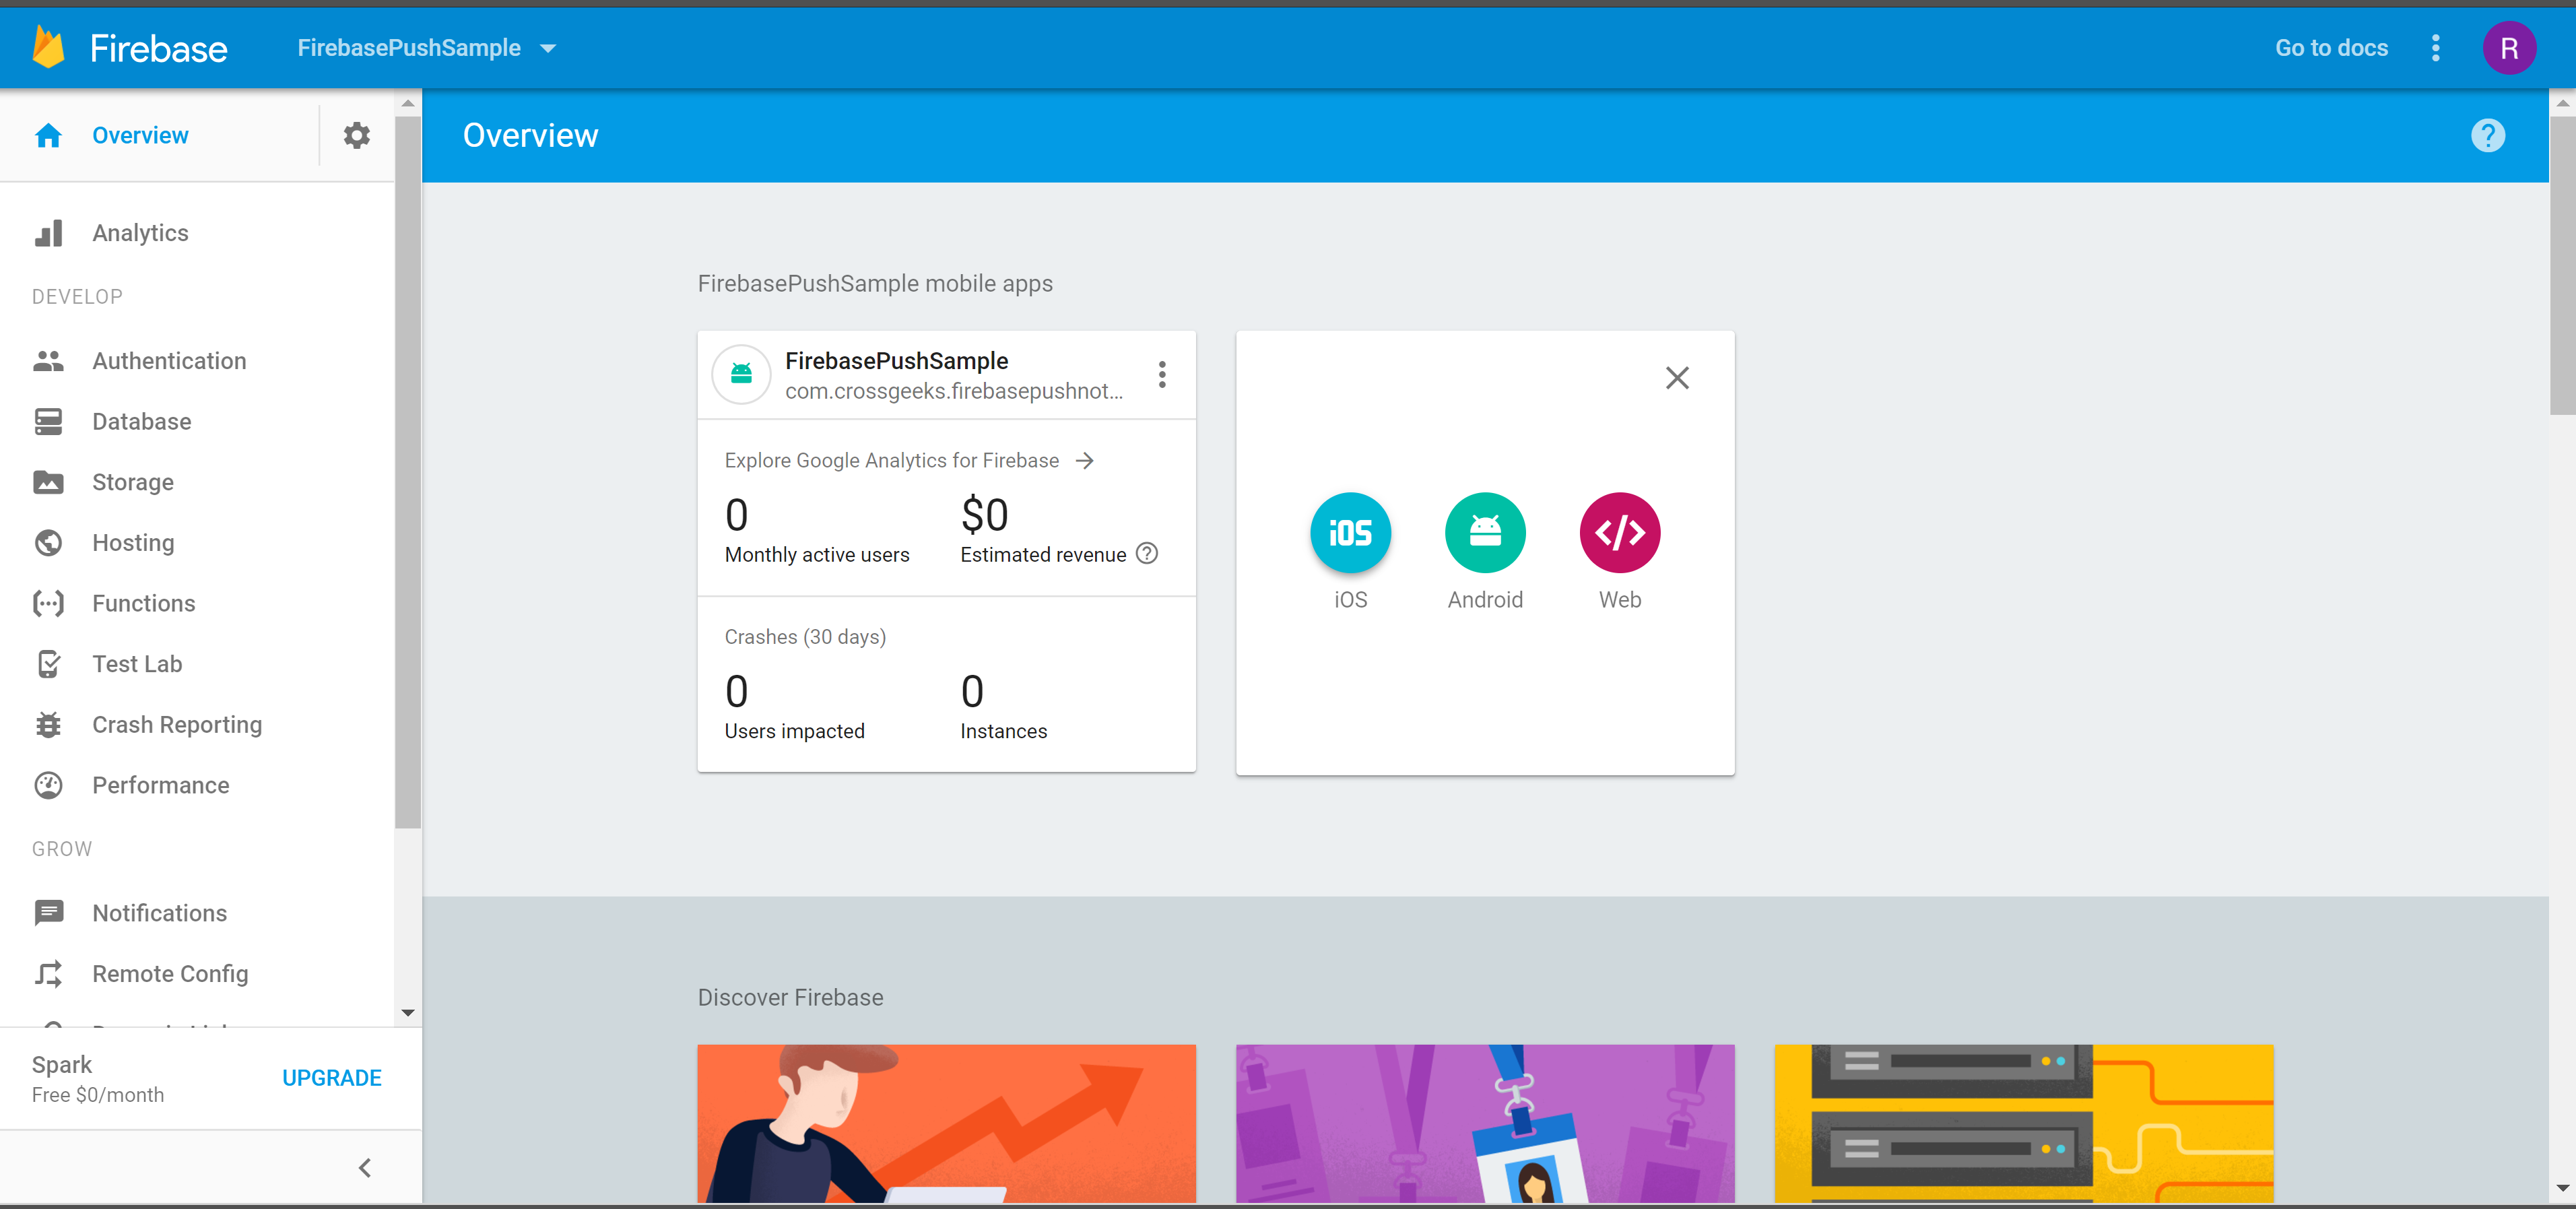 Firebase
FirebasePushSample
Go to docs
R
Overview
Analytics
DEVELOP
Authentication
Database
Storage
Hosting
Functions
Test Lab
Crash Reporting
Performance
GROW
Notifications
Remote Config
Spark
Free $0/month
UPGRADE
Overview
?
FirebasePushSample mobile apps
FirebasePushSample
com.crossgeeks.firebasepushnot...
Explore Google Analytics for Firebase
0
Monthly active users
$0
Estimated revenue ?
Crashes (30 days)
0
Users impacted
0
Instances
iOS
iOS
Android
</>
Web
Discover Firebase